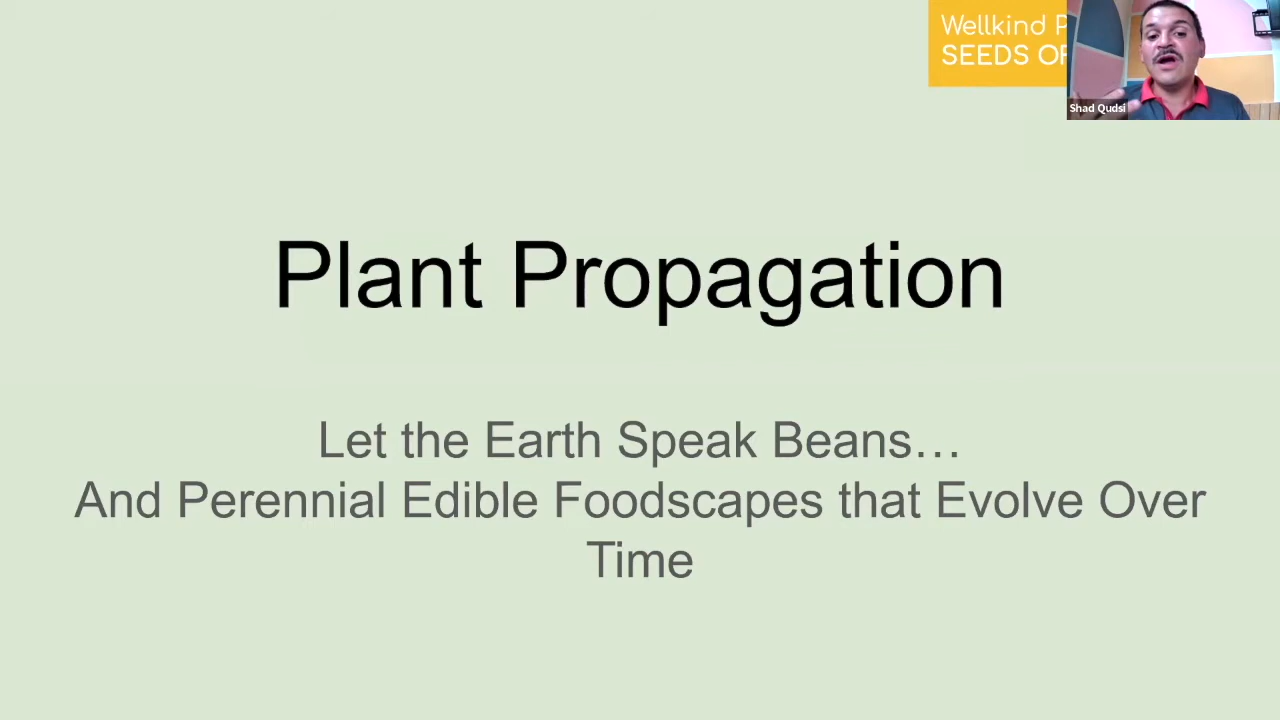 Wellkind
SEEDS
Shad Qudsi
Plant Propagation
Let the Earth Speak Beans…
And Perennial Edible Foodscapes that Evolve Over
Time